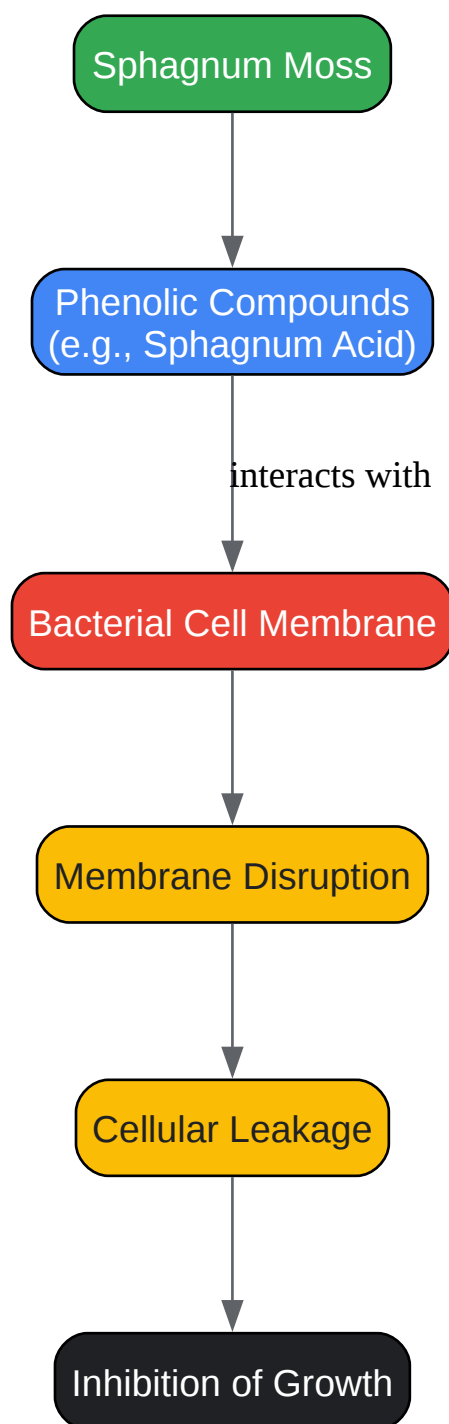 Sphagnum Moss
Phenolic Compounds
(e.g., Sphagnum Acid)
interacts with
Bacterial Cell Membrane
Membrane Disruption
Cellular Leakage
Inhibition of Growth